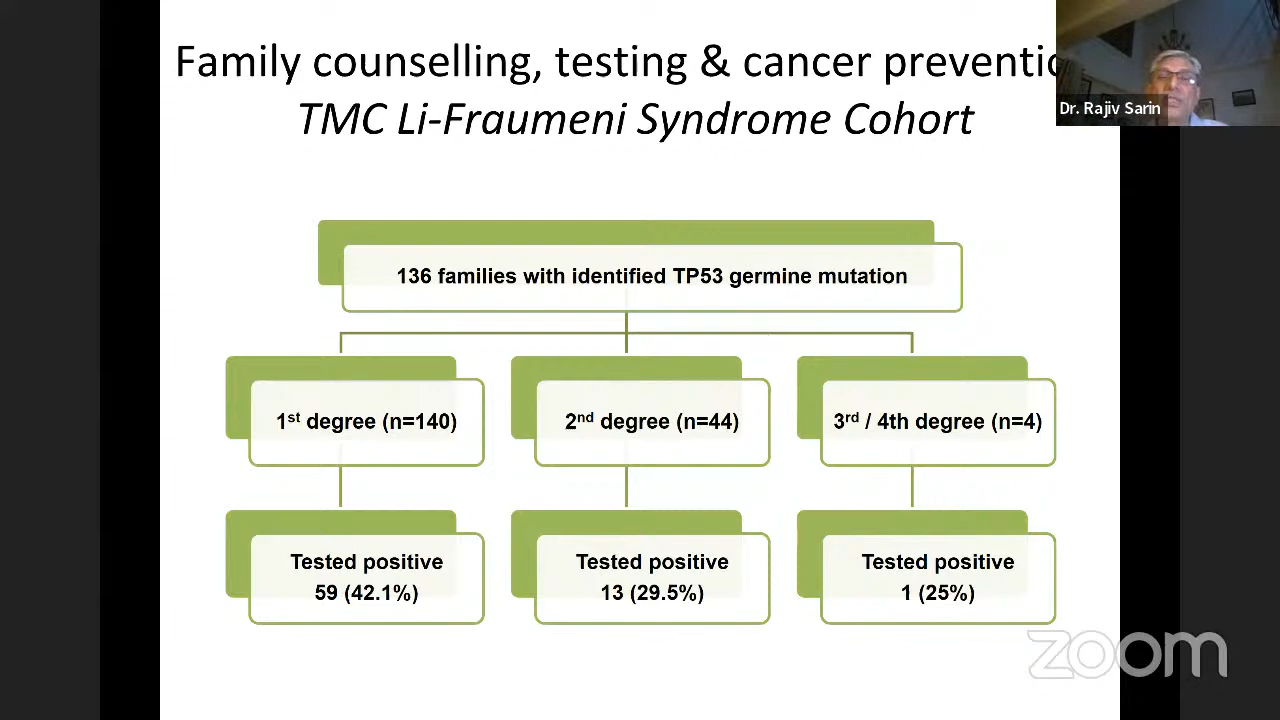 Family counselling, testing & cancer preventio
TMC Li-Fraumeni Syndrome Cohort
Dr. Rajiv Sarin
136 families with identified TP53 germine mutation
1st degree (n=140)
2nd degree (n=44)
3rd / 4th degree (n=4)
Tested positive
59 (42.1%)
Tested positive
13 (29.5%)
Tested positive
1 (25%)
zoom